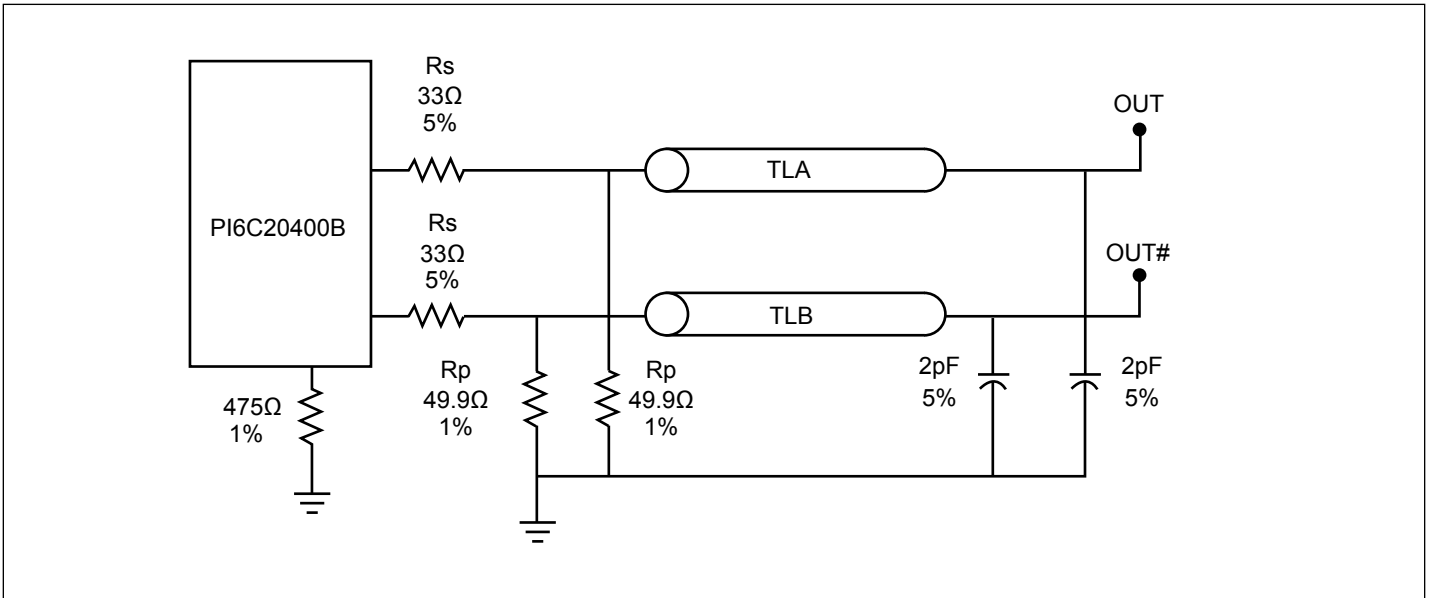 Rs
33Ω
5%
OUT
TLA
PI6C20400B
Rs
33Ω
5%
OUT#
TLB
Rp
49.9Ω
1%
Rp
49.9Ω
1%
2pF
5%
2pF
5%
475Ω
1%